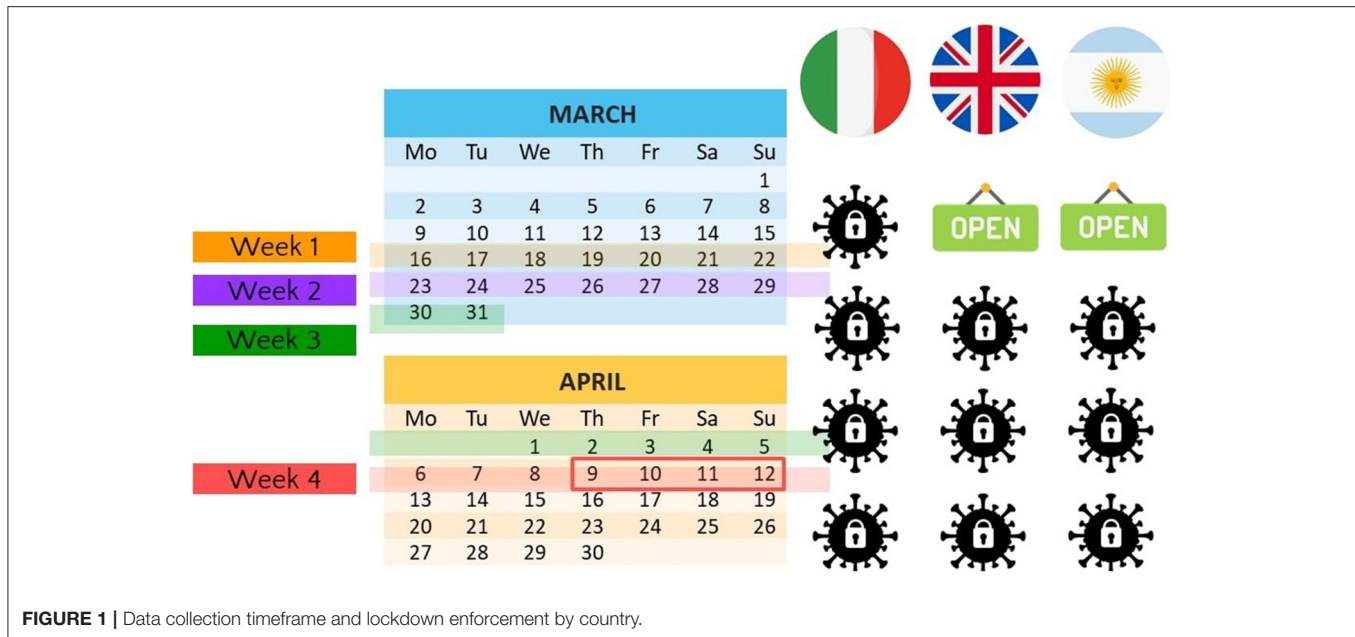 MARCH
Mo Tu We Th Fr Sa Su
1
2 3 4 5 6 7 8
9 10 11 12 13 14 15
Week 1
16 17 18 19 20 21 22
Week 2
23 24 25 26 27 28 29
30 31
Week 3
OPEN OPEN
APRIL
Mo Tu We Th Fr Sa Su
1 2 3 4 5
Week 4
6 7 8 9 10 11 12
13 14 15 16 17 18 19
20 21 22 23 24 25 26
27 28 29 30
FIGURE 1 | Data collection timeframe and lockdown enforcement by country.